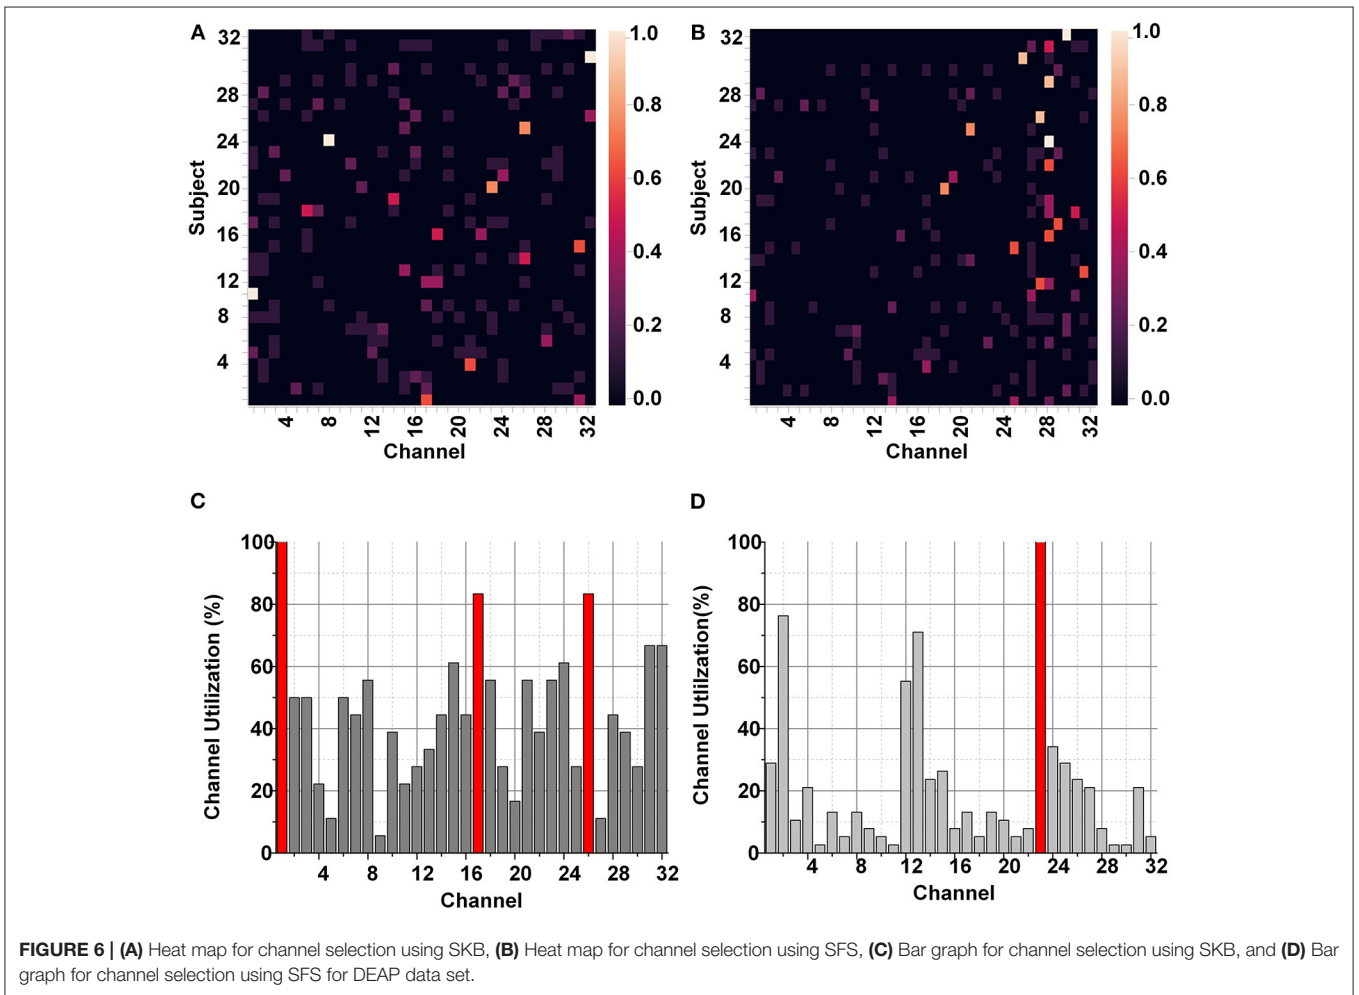 A
B
32
28
24
20
16
12
8
4
Subject
4 8 12 16 20 24 28 32
Channel
1.0
0.8
0.6
0.4
0.2
0.0
32
28
24
20
16
12
8
4
Subject
4 8 12 16 20 24 28 32
Channel
1.0
0.8
0.6
0.4
0.2
0.0
C
D
100
80
60
40
20
0
Channel Utilization (%)
4 8 12 16 20 24 28 32
Channel
100
80
60
40
20
0
Channel UtlilzatIon(%)
4 8 12 16 20 24 28 32
Channel
FIGURE 6 | (A) Heat map for channel selection using SKB, (B) Heat map for channel selection using SFS, (C) Bar graph for channel selection using SKB, and (D) Bar
graph for channel selection using SFS for DEAP data set.